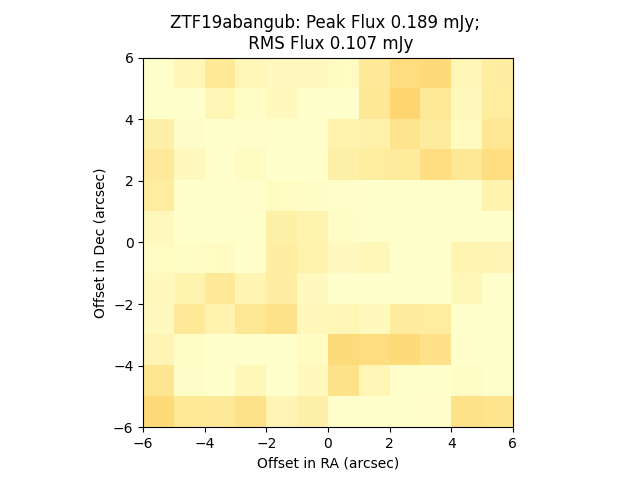 ZTF19abangub: Peak Flux 0.189 mJy;
RMS Flux 0.107 mJy
6
4
2
0
−2
−4
−6
Offset in Dec (arcsec)
−6 −4 −2 0 2 4 6
Offset in RA (arcsec)